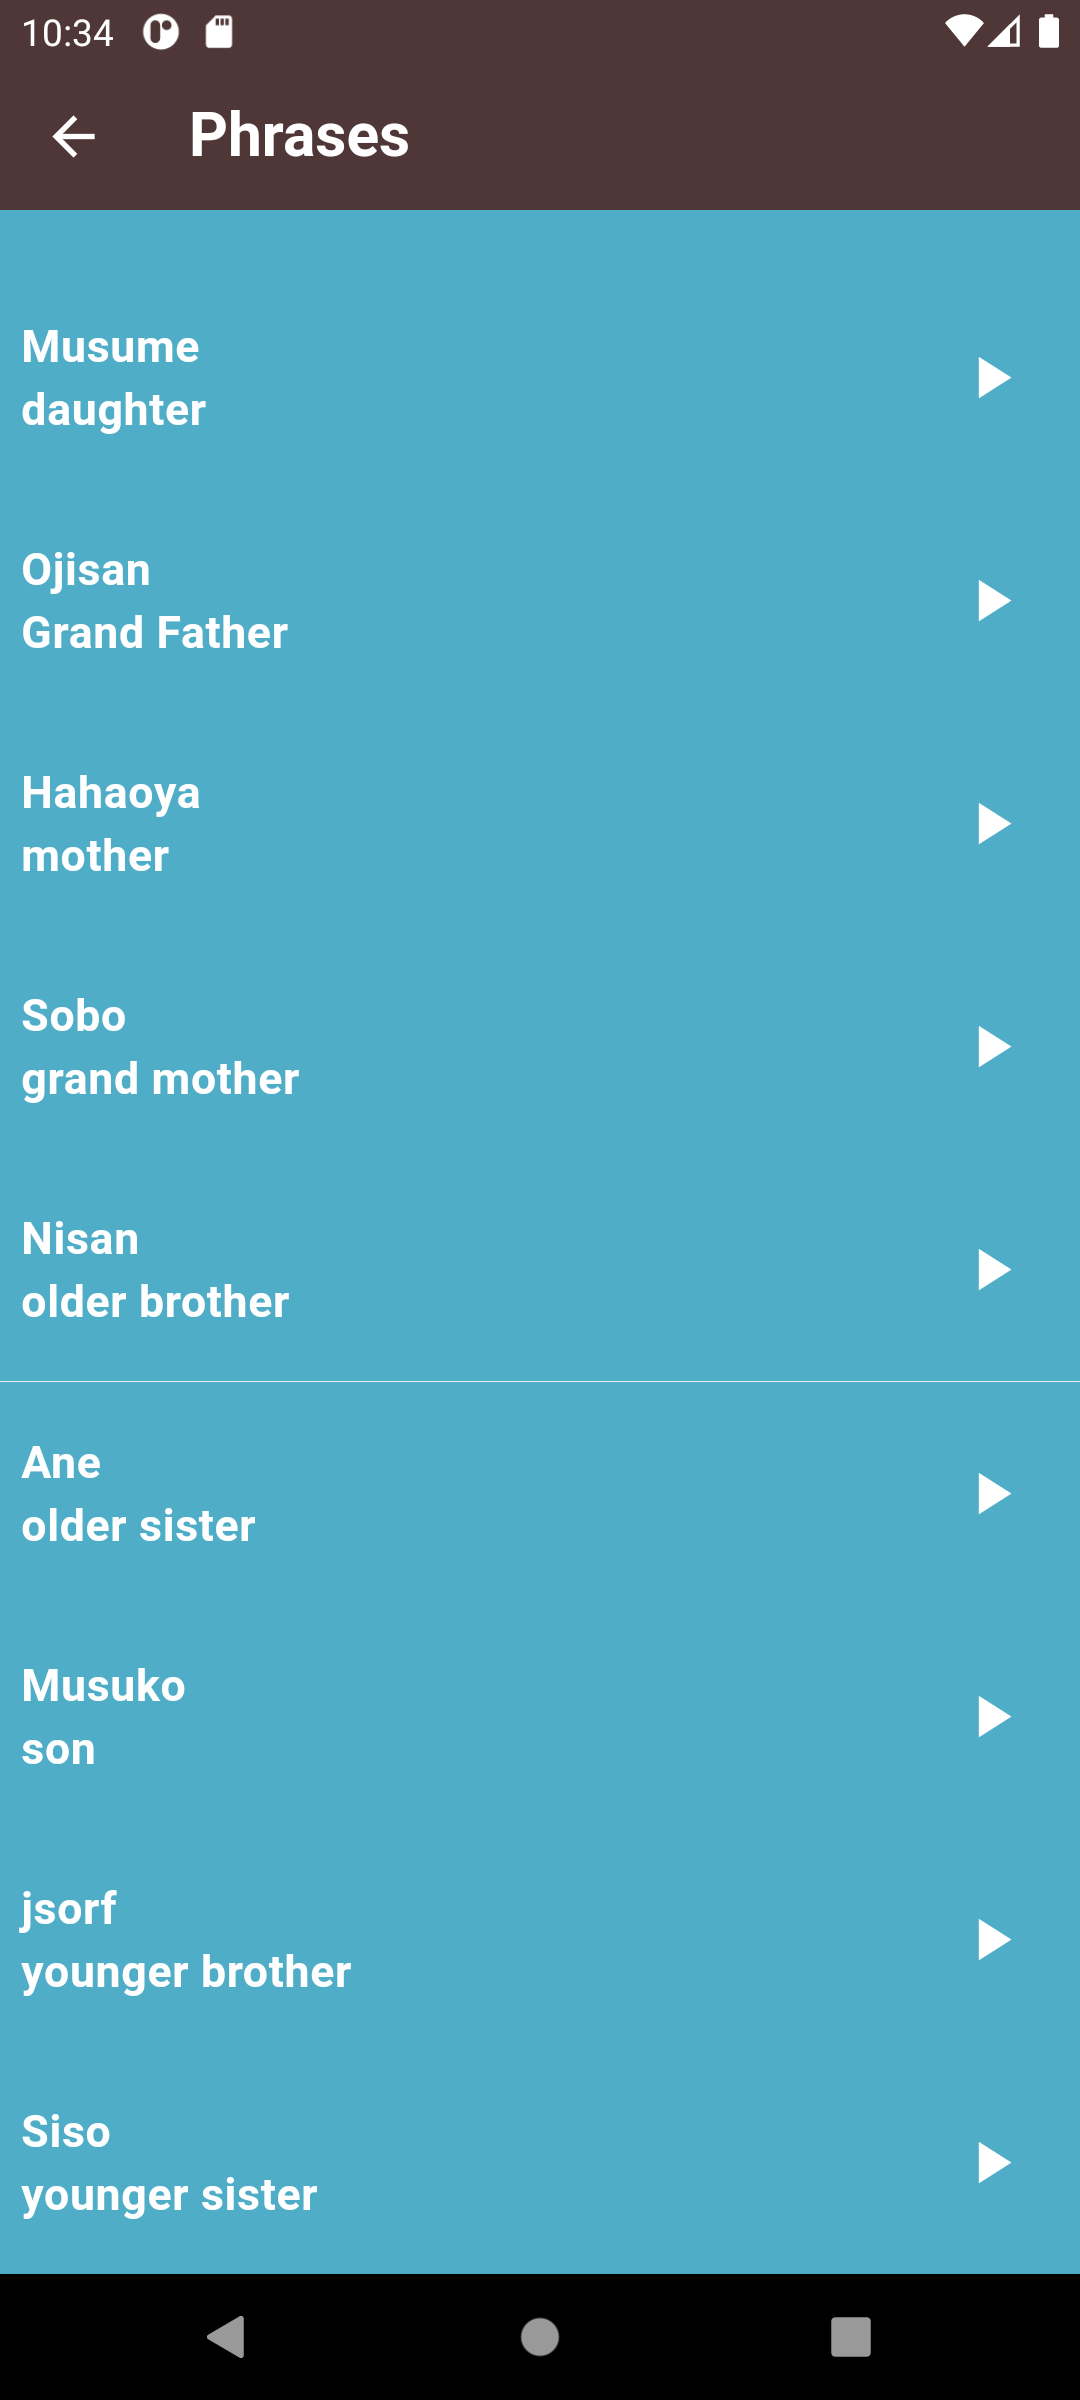 10:34
Phrases
Musume
daughter
Ojisan
Grand Father
Hahaoya
mother
Sobo
grand mother
Nisan
older brother
Ane
older sister
Musuko
son
jsorf
younger brother
Siso
younger sister